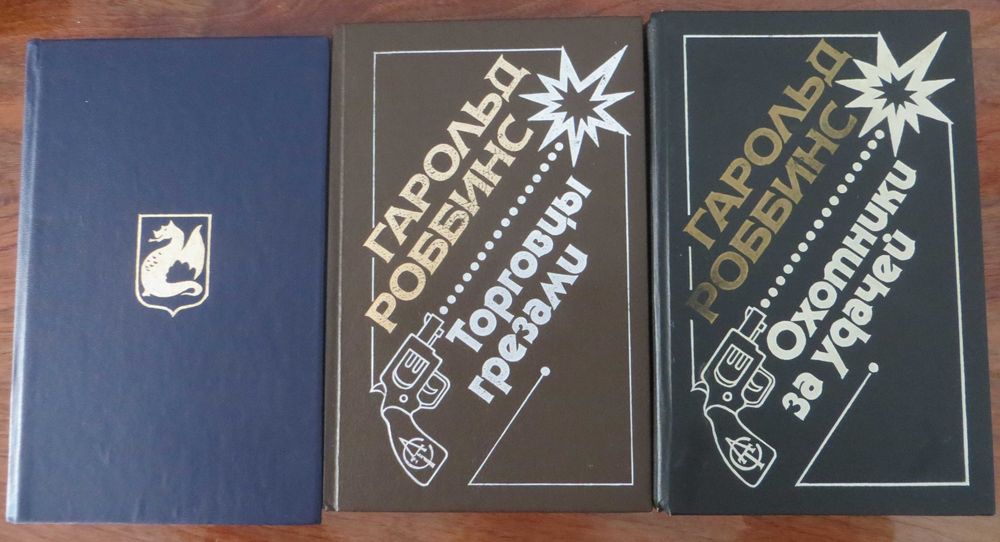 ГАРОЛЬД
РОББИНС
Торговцы
грезами
ГАРОЛЬД
РОББИНС
Охотники
за удачей